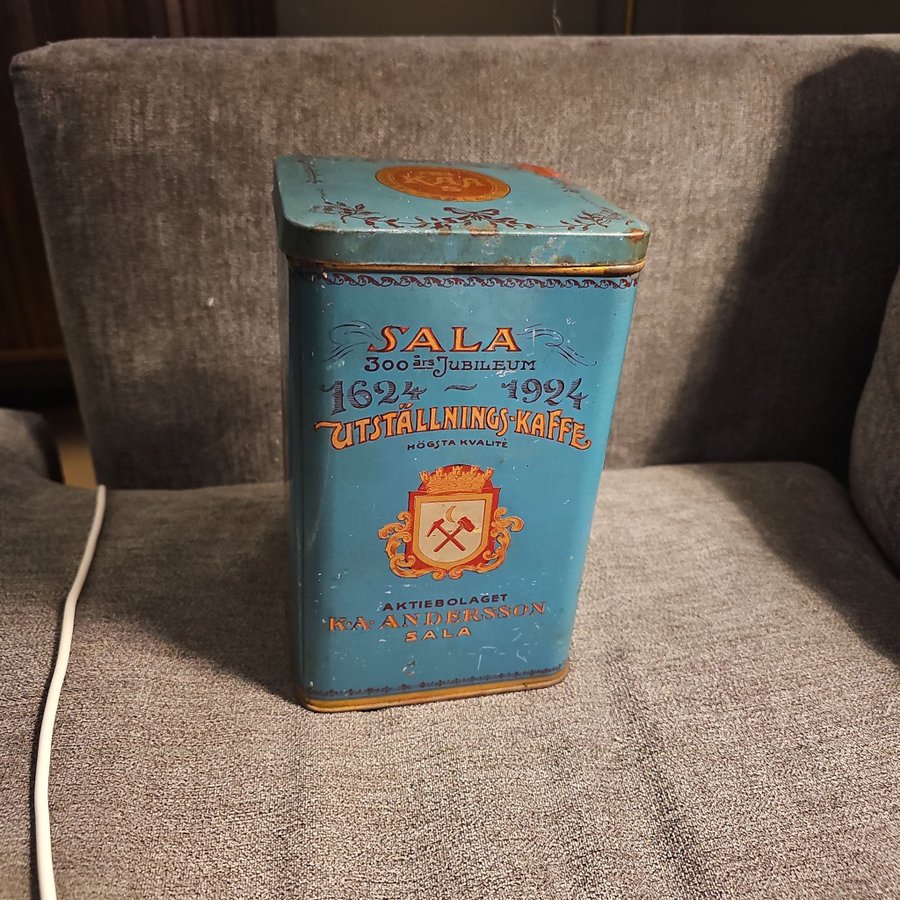 K.A.A.
SALA
300 års JUBILEUM
1624 ~ 1924
UTSTÄLLNINGS-KAFFE
HÖGSTA KVALITÉ
AKTIEBOLAGET
K.A. ANDERSSON
SALA